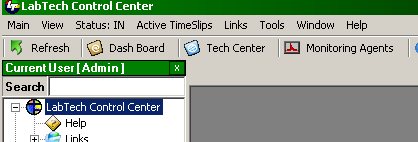 LabTech Control Center
Main View Status: IN Active TimeSlips Links Tools Window Help
Refresh Dash Board Tech Center Monitoring Agents
Current User [ Admin ] x
Search
LabTech Control Center
Help
Links